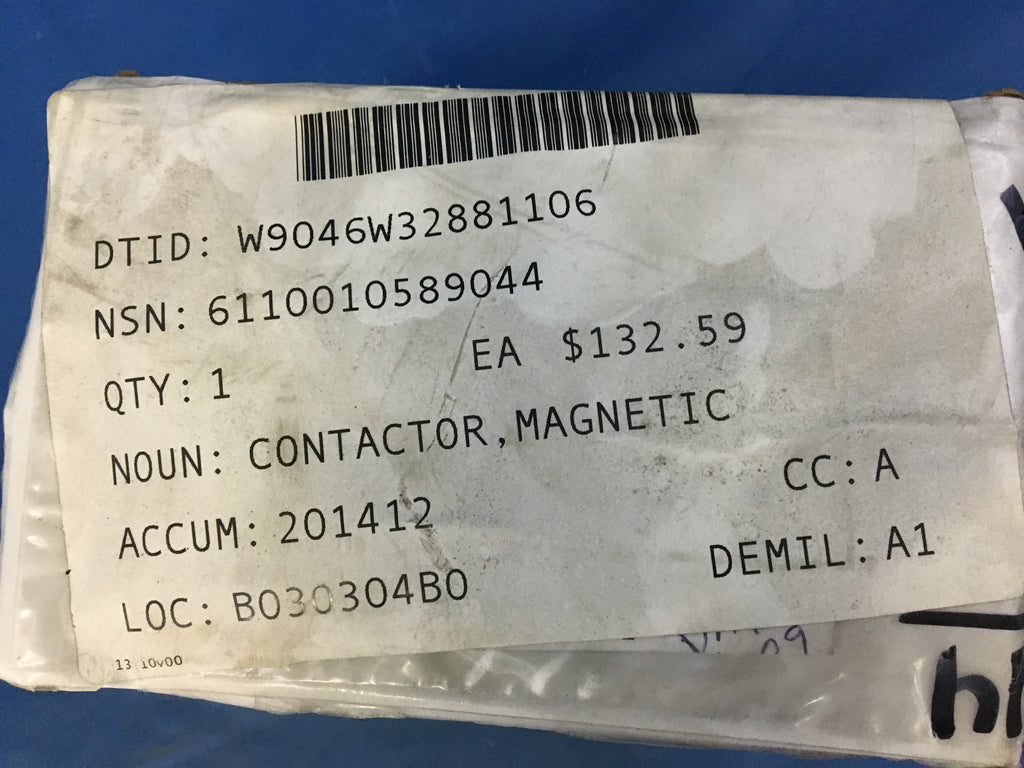 DTID: W9046W32881106
NSN: 6110010589044
QTY: 1 EA $132.59
NOUN: CONTACTOR,MAGNETIC
ACCUM: 201412 CC: A
LOC: B030304B0 DEMIL: A1
13 10v00
09
h